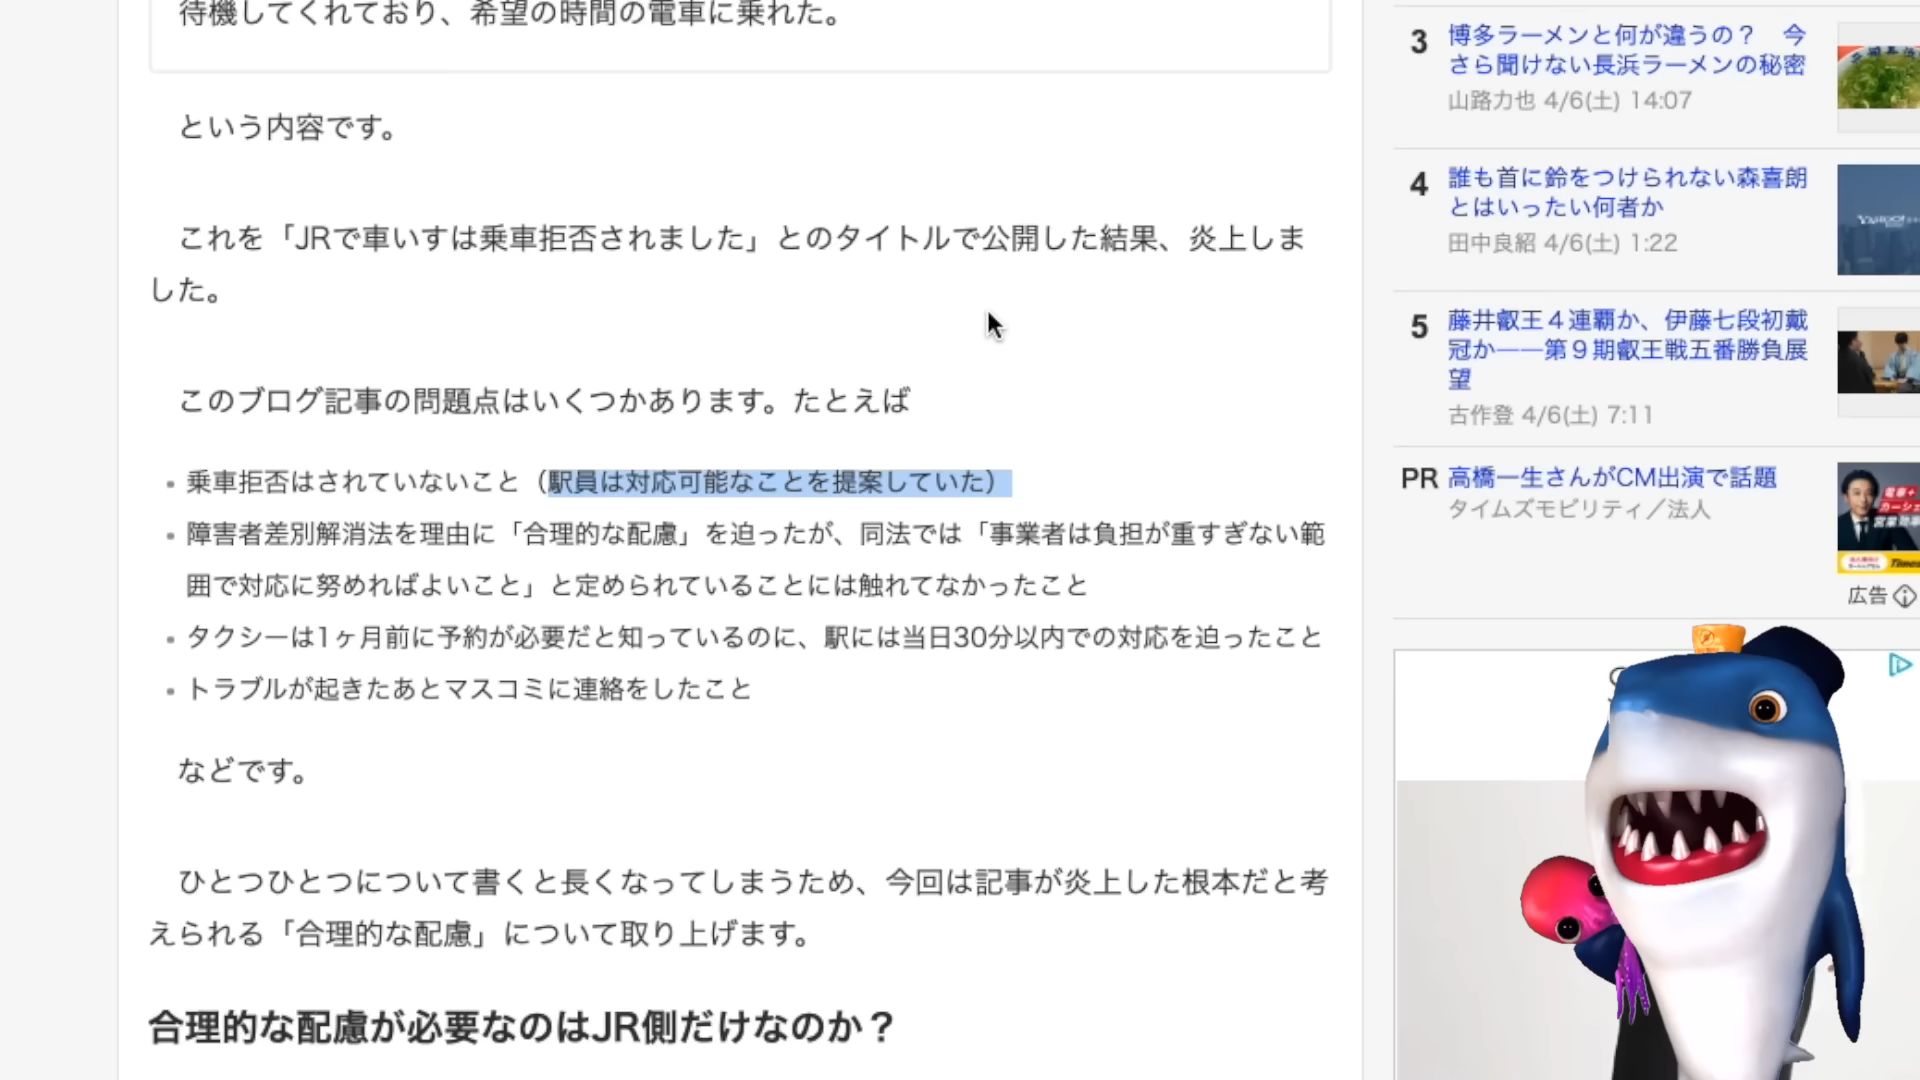 待機してくれており、希望の時間の電車に乗れた。
という内容です。
これを「JRで車いすは乗車拒否されました」とのタイトルで公開した結果、炎上しま
した。
このブログ記事の問題点はいくつかあります。たとえば
・乗車拒否はされていないこと（駅員は対応可能なことを提案していた）
・障害者差別解消法を理由に「合理的な配慮」を迫ったが、同法では「事業者は負担が重すぎない範
囲で対応に努めればよいこと」と定められていることには触れてなかったこと
・タクシーは1ヶ月前に予約が必要だと知っているのに、駅には当日30分以内での対応を迫ったこと
・トラブルが起きたあとマスコミに連絡をしたこと
などです。
ひとつひとつについて書くと長くなってしまうため、今回は記事が炎上した根本だと考
えられる「合理的な配慮」について取り上げます。
合理的な配慮が必要なのはJR側だけなのか？
3
博多ラーメンと何が違うの？　今
さら聞けない長浜ラーメンの秘密
山路力也 4/6(土) 14:07
4
誰も首に鈴をつけられない森喜朗
とはいったい何者か
田中良紹 4/6(土) 1:22
YAHOO!
5
藤井叡王４連覇か、伊藤七段初戴
冠か――第９期叡王戦五番勝負展
望
古作登 4/6(土) 7:11
PR
高橋一生さんがCM出演で話題
タイムズモビリティ／法人
電車+
カーシェ
Times
広告